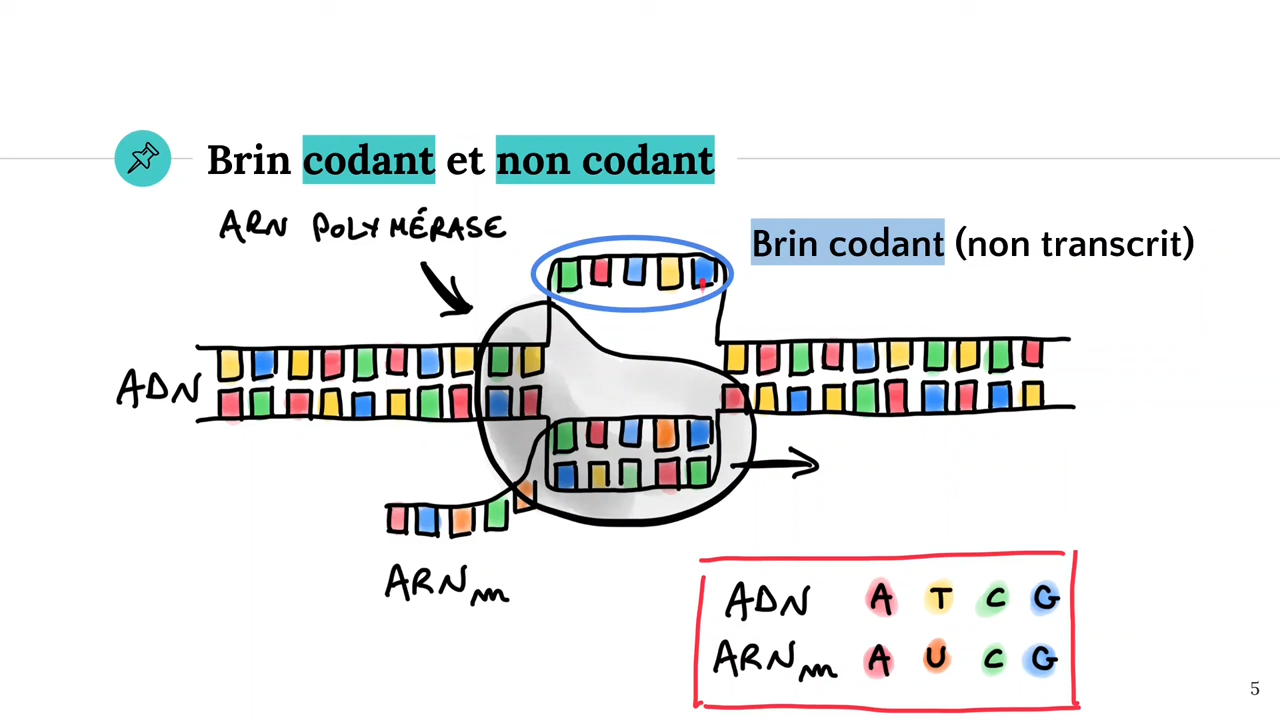 Brin codant et non codant
ARN POLYMÉRASE
Brin codant (non transcrit)
ADN
ARNm
ADN A T C G
ARNm A U C G
5